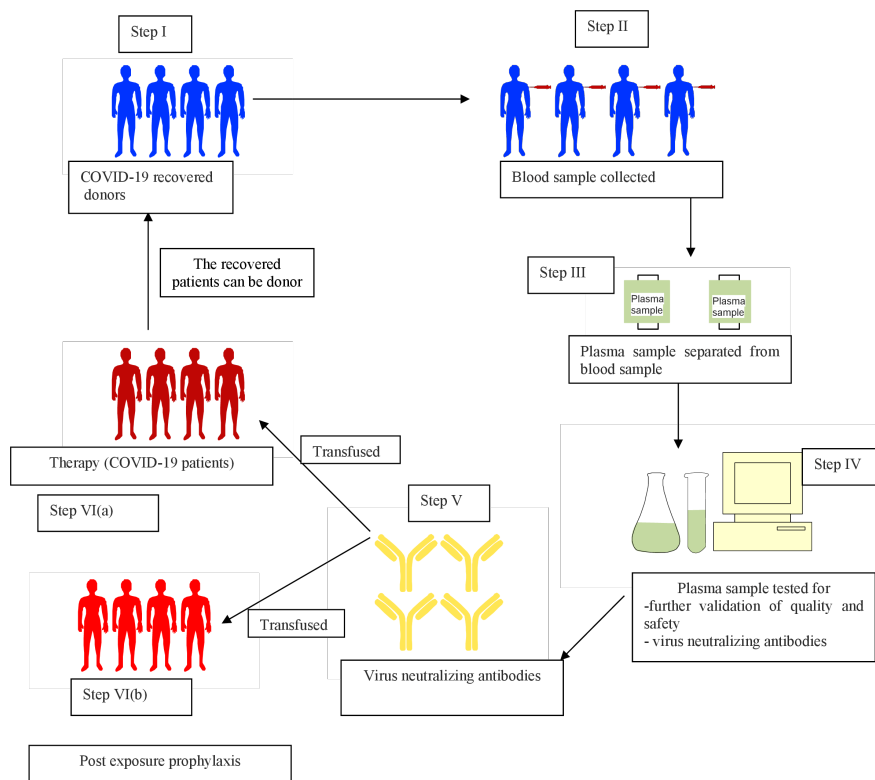 Step I
COVID-19 recovered
donors
Step II
Blood sample collected
Step III
Plasma
sample
Plasma
sample
Plasma sample separated from
blood sample
Step IV
Plasma sample tested for
-further validation of quality and
safety
- virus neutralizing antibodies
Step V
Virus neutralizing antibodies
Transfused
Transfused
Therapy (COVID-19 patients)
Step VI(a)
The recovered
patients can be donor
Step VI(b)
Post exposure prophylaxis